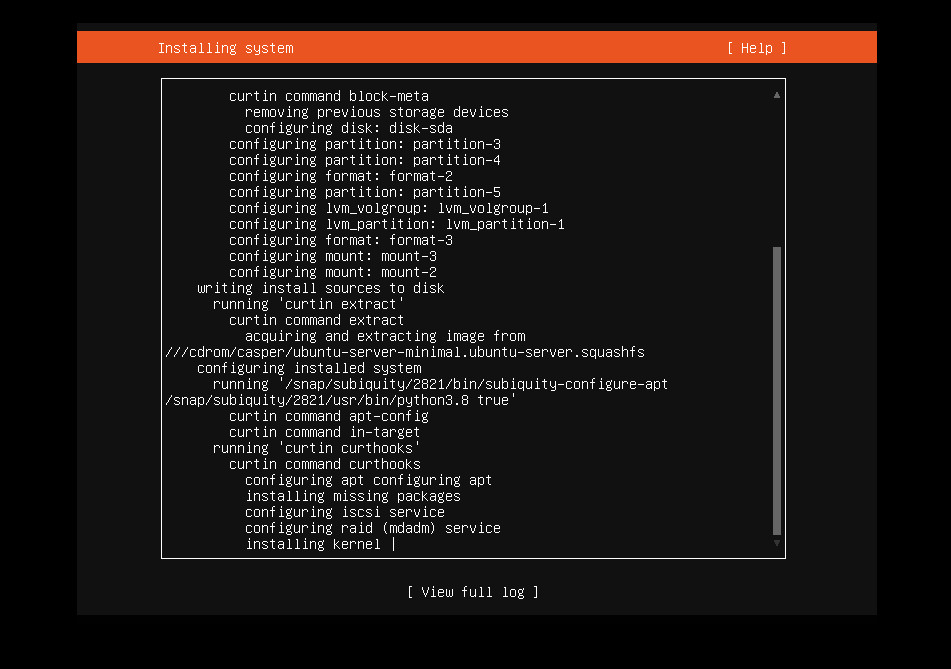 Installing system [ Help ]
curtin command block-meta
removing previous storage devices
configuring disk: disk-sda
configuring partition: partition-3
configuring partition: partition-4
configuring format: format-2
configuring partition: partition-5
configuring lvm_volgroup: lvm_volgroup-1
configuring lvm_partition: lvm_partition-1
configuring format: format-3
configuring mount: mount-3
configuring mount: mount-2
writing install sources to disk
running 'curtin extract'
curtin command extract
acquiring and extracting image from
///cdrom/casper/ubuntu-server-minimal.ubuntu-server.squashfs
configuring installed system
running '/snap/subiquity/2821/bin/subiquity-configure-apt
/snap/subiquity/2821/usr/bin/python3.8 true'
curtin command apt-config
curtin command in-target
running 'curtin curthooks'
curtin command curthooks
configuring apt configuring apt
installing missing packages
configuring iscsi service
configuring raid (mdadm) service
installing kernel |
[ View full log ]